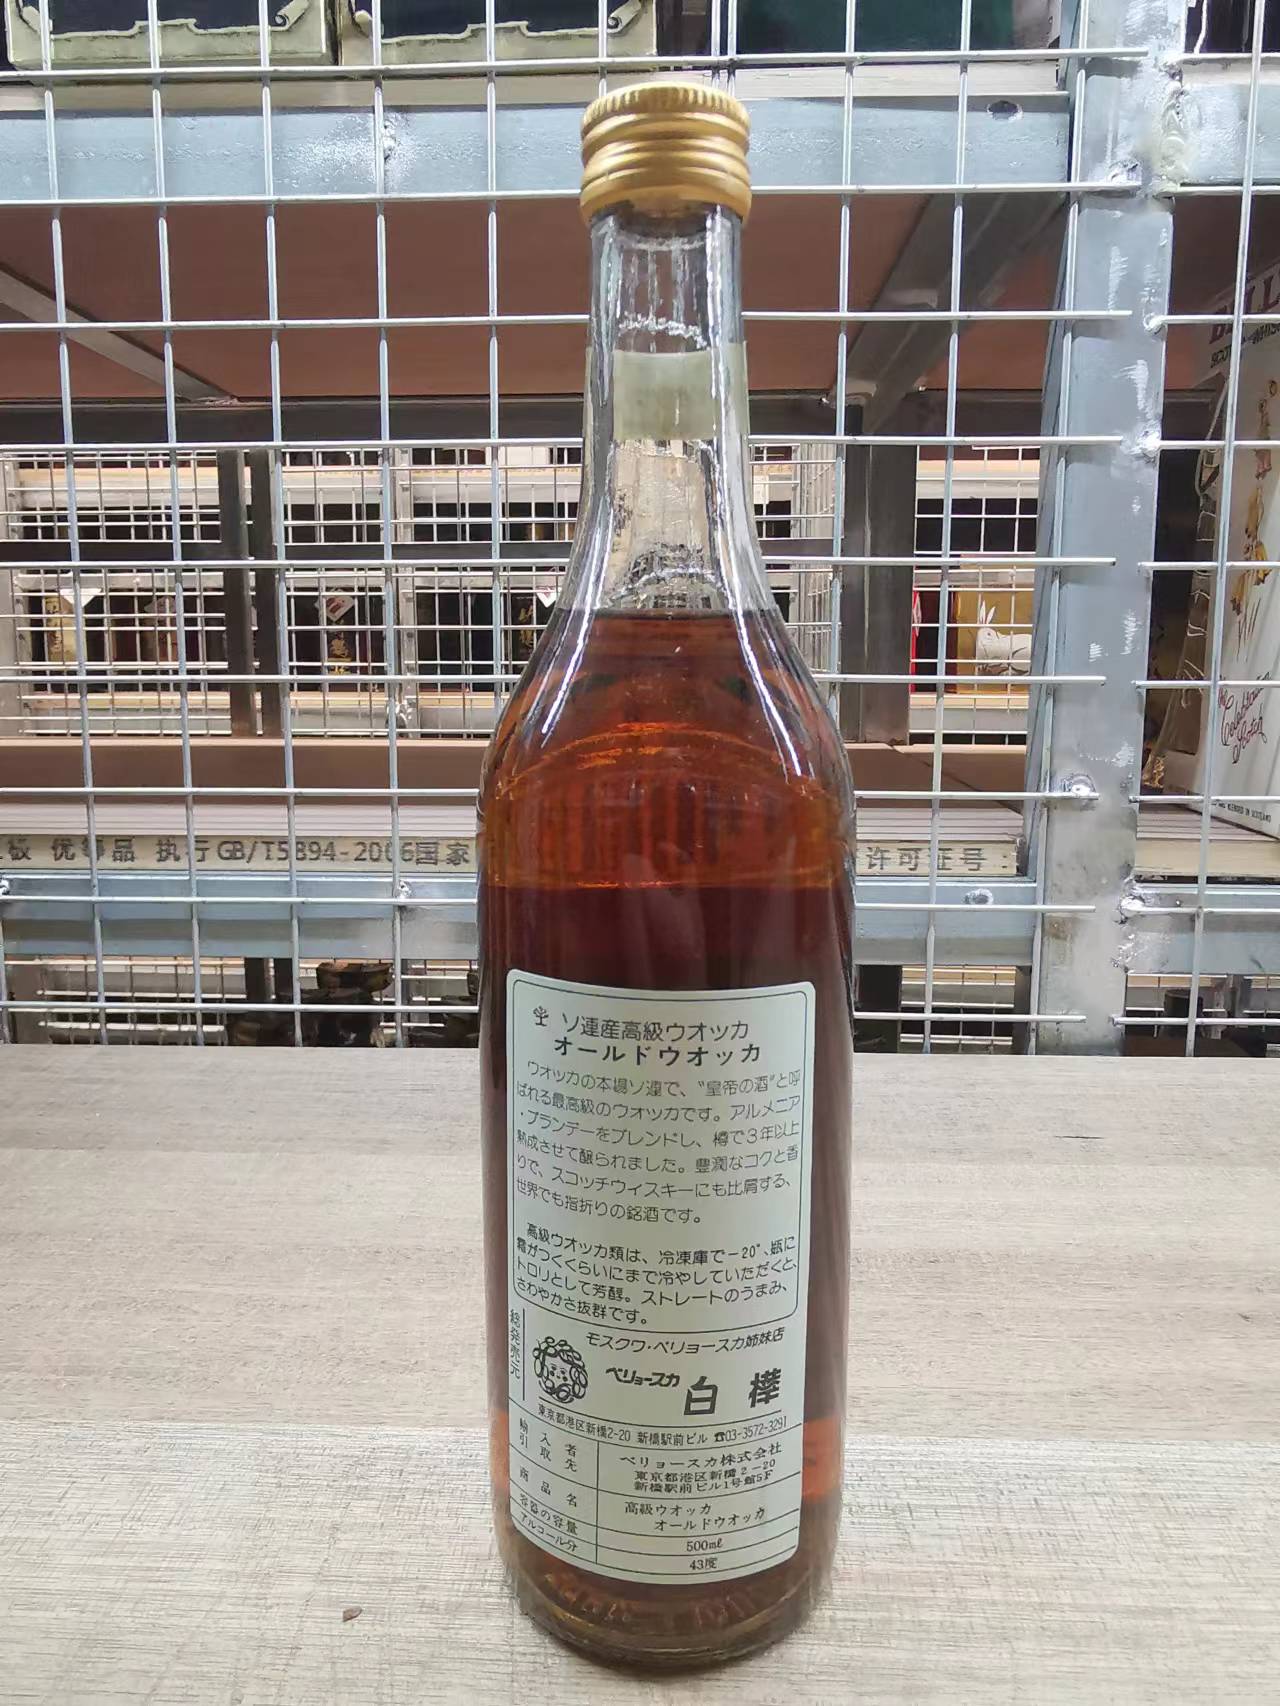 BELL
SCOTCH WHISKY
板 优等品 执行GB/T5894-2006国家
许可证号:
ソ連産高級ウオッカ
オールドウオッカ
ウオッカの本場ソ連で、“皇帝の酒”と呼
ばれる最高級のウオッカです。アルメニア
・ブランデーをブレンドし、樽で3年以上
熟成させて醸られました。豊潤なコクと香
りで、スコッチウイスキーにも比肩する、
世界でも指折りの銘酒です。
高級ウオッカ類は、冷凍庫で−20°、瓶に
霜がつくくらいにまで冷やしていただくと、
トロリとして芳醇。ストレートのうまみ、
さわやかさ抜群です。
総発売元
モスクワ・ベリョースカ姉妹店
ベリョースカ 白樺
東京都港区新橋2-20 新橋駅前ビル ☎03-3572-3291
輸入者
引取先
ベリョースカ株式会社
東京都港区新橋2−20
新橋駅前ビル1号館5F
商品名
高級ウオッカ
オールドウオッカ
容器の容量
500mℓ
アルコール分
43度